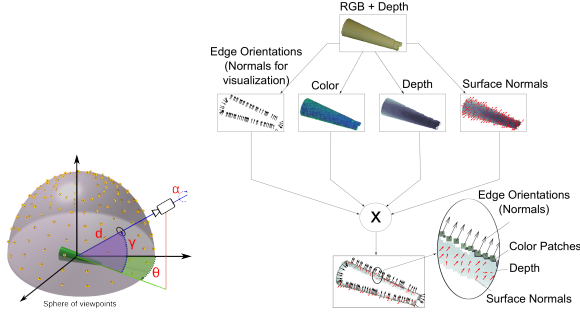 RGB + Depth
Edge Orientations
(Normals for
visualization)
Color
Depth
Surface Normals
X
Edge Orientations
(Normals)
Color Patches
Depth
Surface Normals
α
d
γ
θ
Sphere of viewpoints